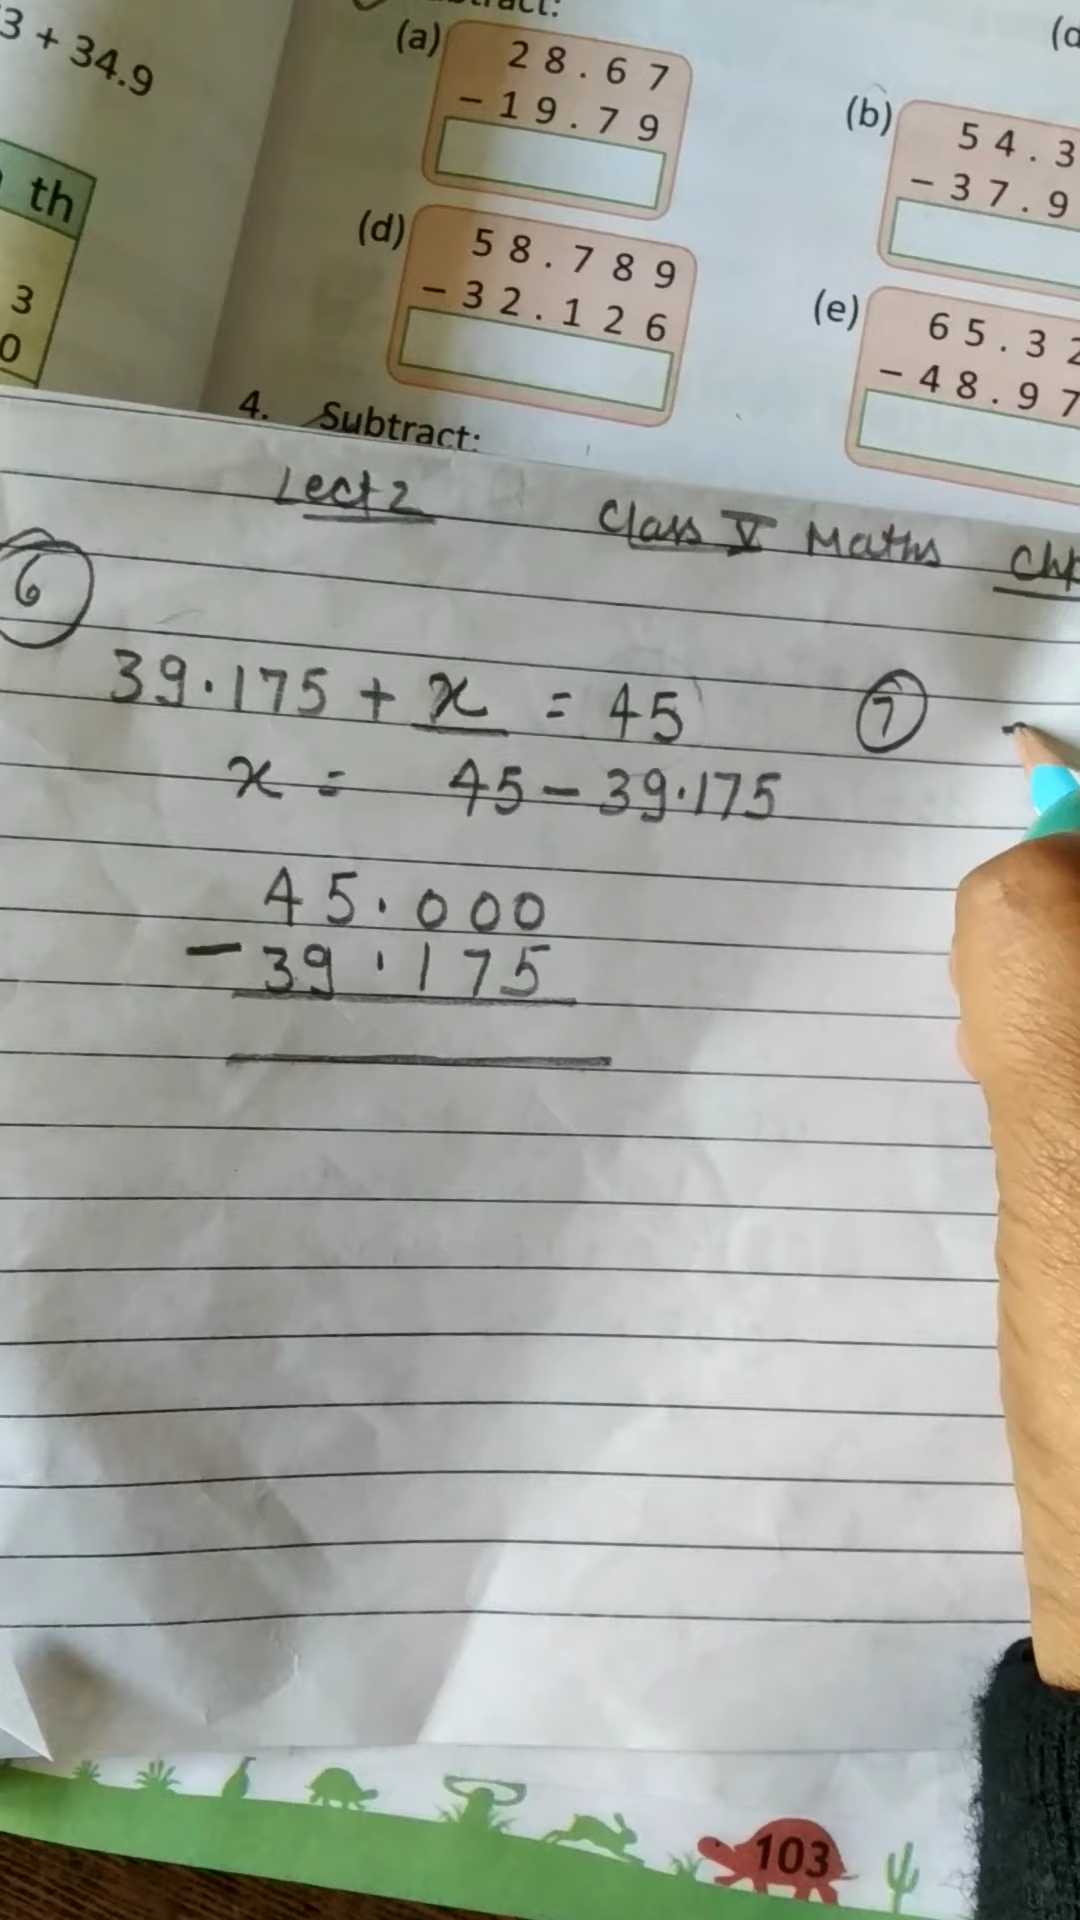 3 + 34.9
th
3
0
(a)
28.67
- 19.79
(b)
54.3
- 37.9
(d)
58.789
- 32.126
(e)
65.32
- 48.97
4. Subtract:
Lect 2 Class V Maths
6
39.175 + x = 45
x = 45 - 39.175
45.000
- 39.175
7
103